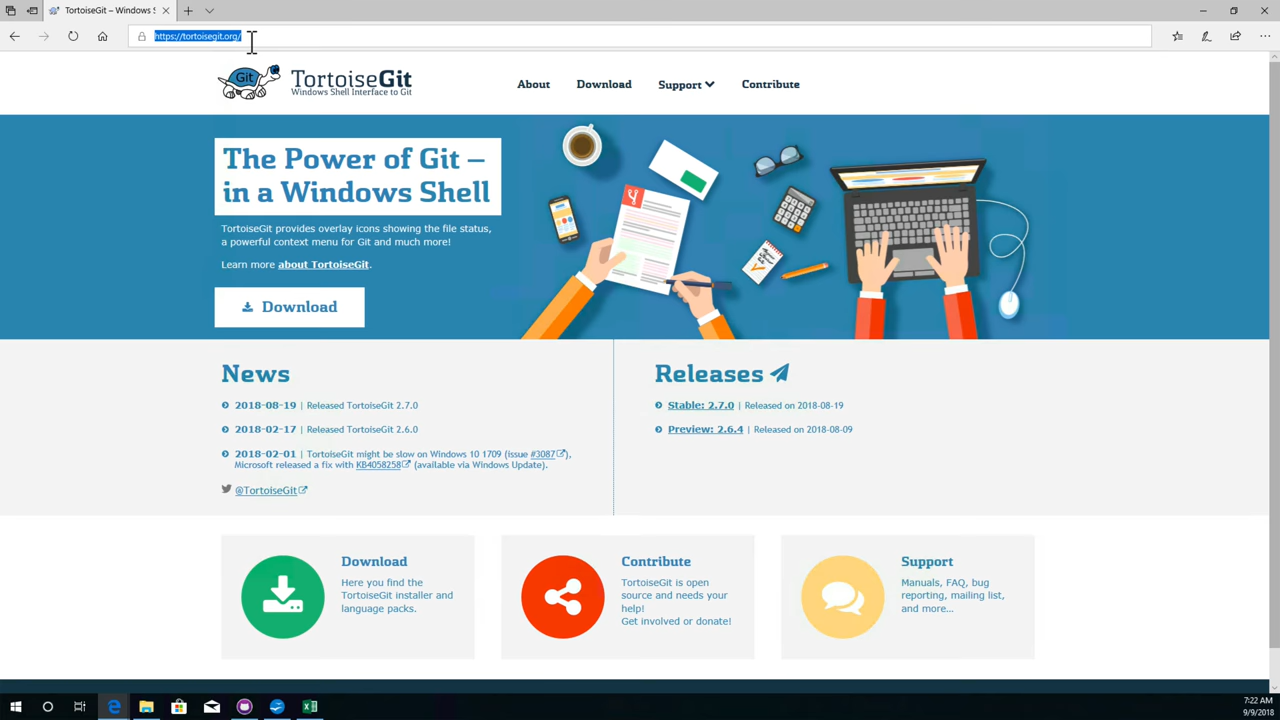 TortoiseGit – Windows S
https://tortoisegit.org/
Git
TortoiseGit
Windows Shell Interface to Git
About
Download
Support
Contribute
The Power of Git –
in a Windows Shell
TortoiseGit provides overlay icons showing the file status,
a powerful context menu for Git and much more!
Learn more about TortoiseGit.
Download
News
2018-08-19 | Released TortoiseGit 2.7.0
2018-02-17 | Released TortoiseGit 2.6.0
2018-02-01 | TortoiseGit might be slow on Windows 10 1709 (issue #3087),
Microsoft released a fix with KB4058258 (available via Windows Update).
@TortoiseGit
Releases
Stable: 2.7.0 | Released on 2018-08-19
Preview: 2.6.4 | Released on 2018-08-09
Download
Here you find the
TortoiseGit installer and
language packs.
Contribute
TortoiseGit is open
source and needs your
help!
Get involved or donate!
Support
Manuals, FAQ, bug
reporting, mailing list,
and more...
7:22 AM
9/9/2018